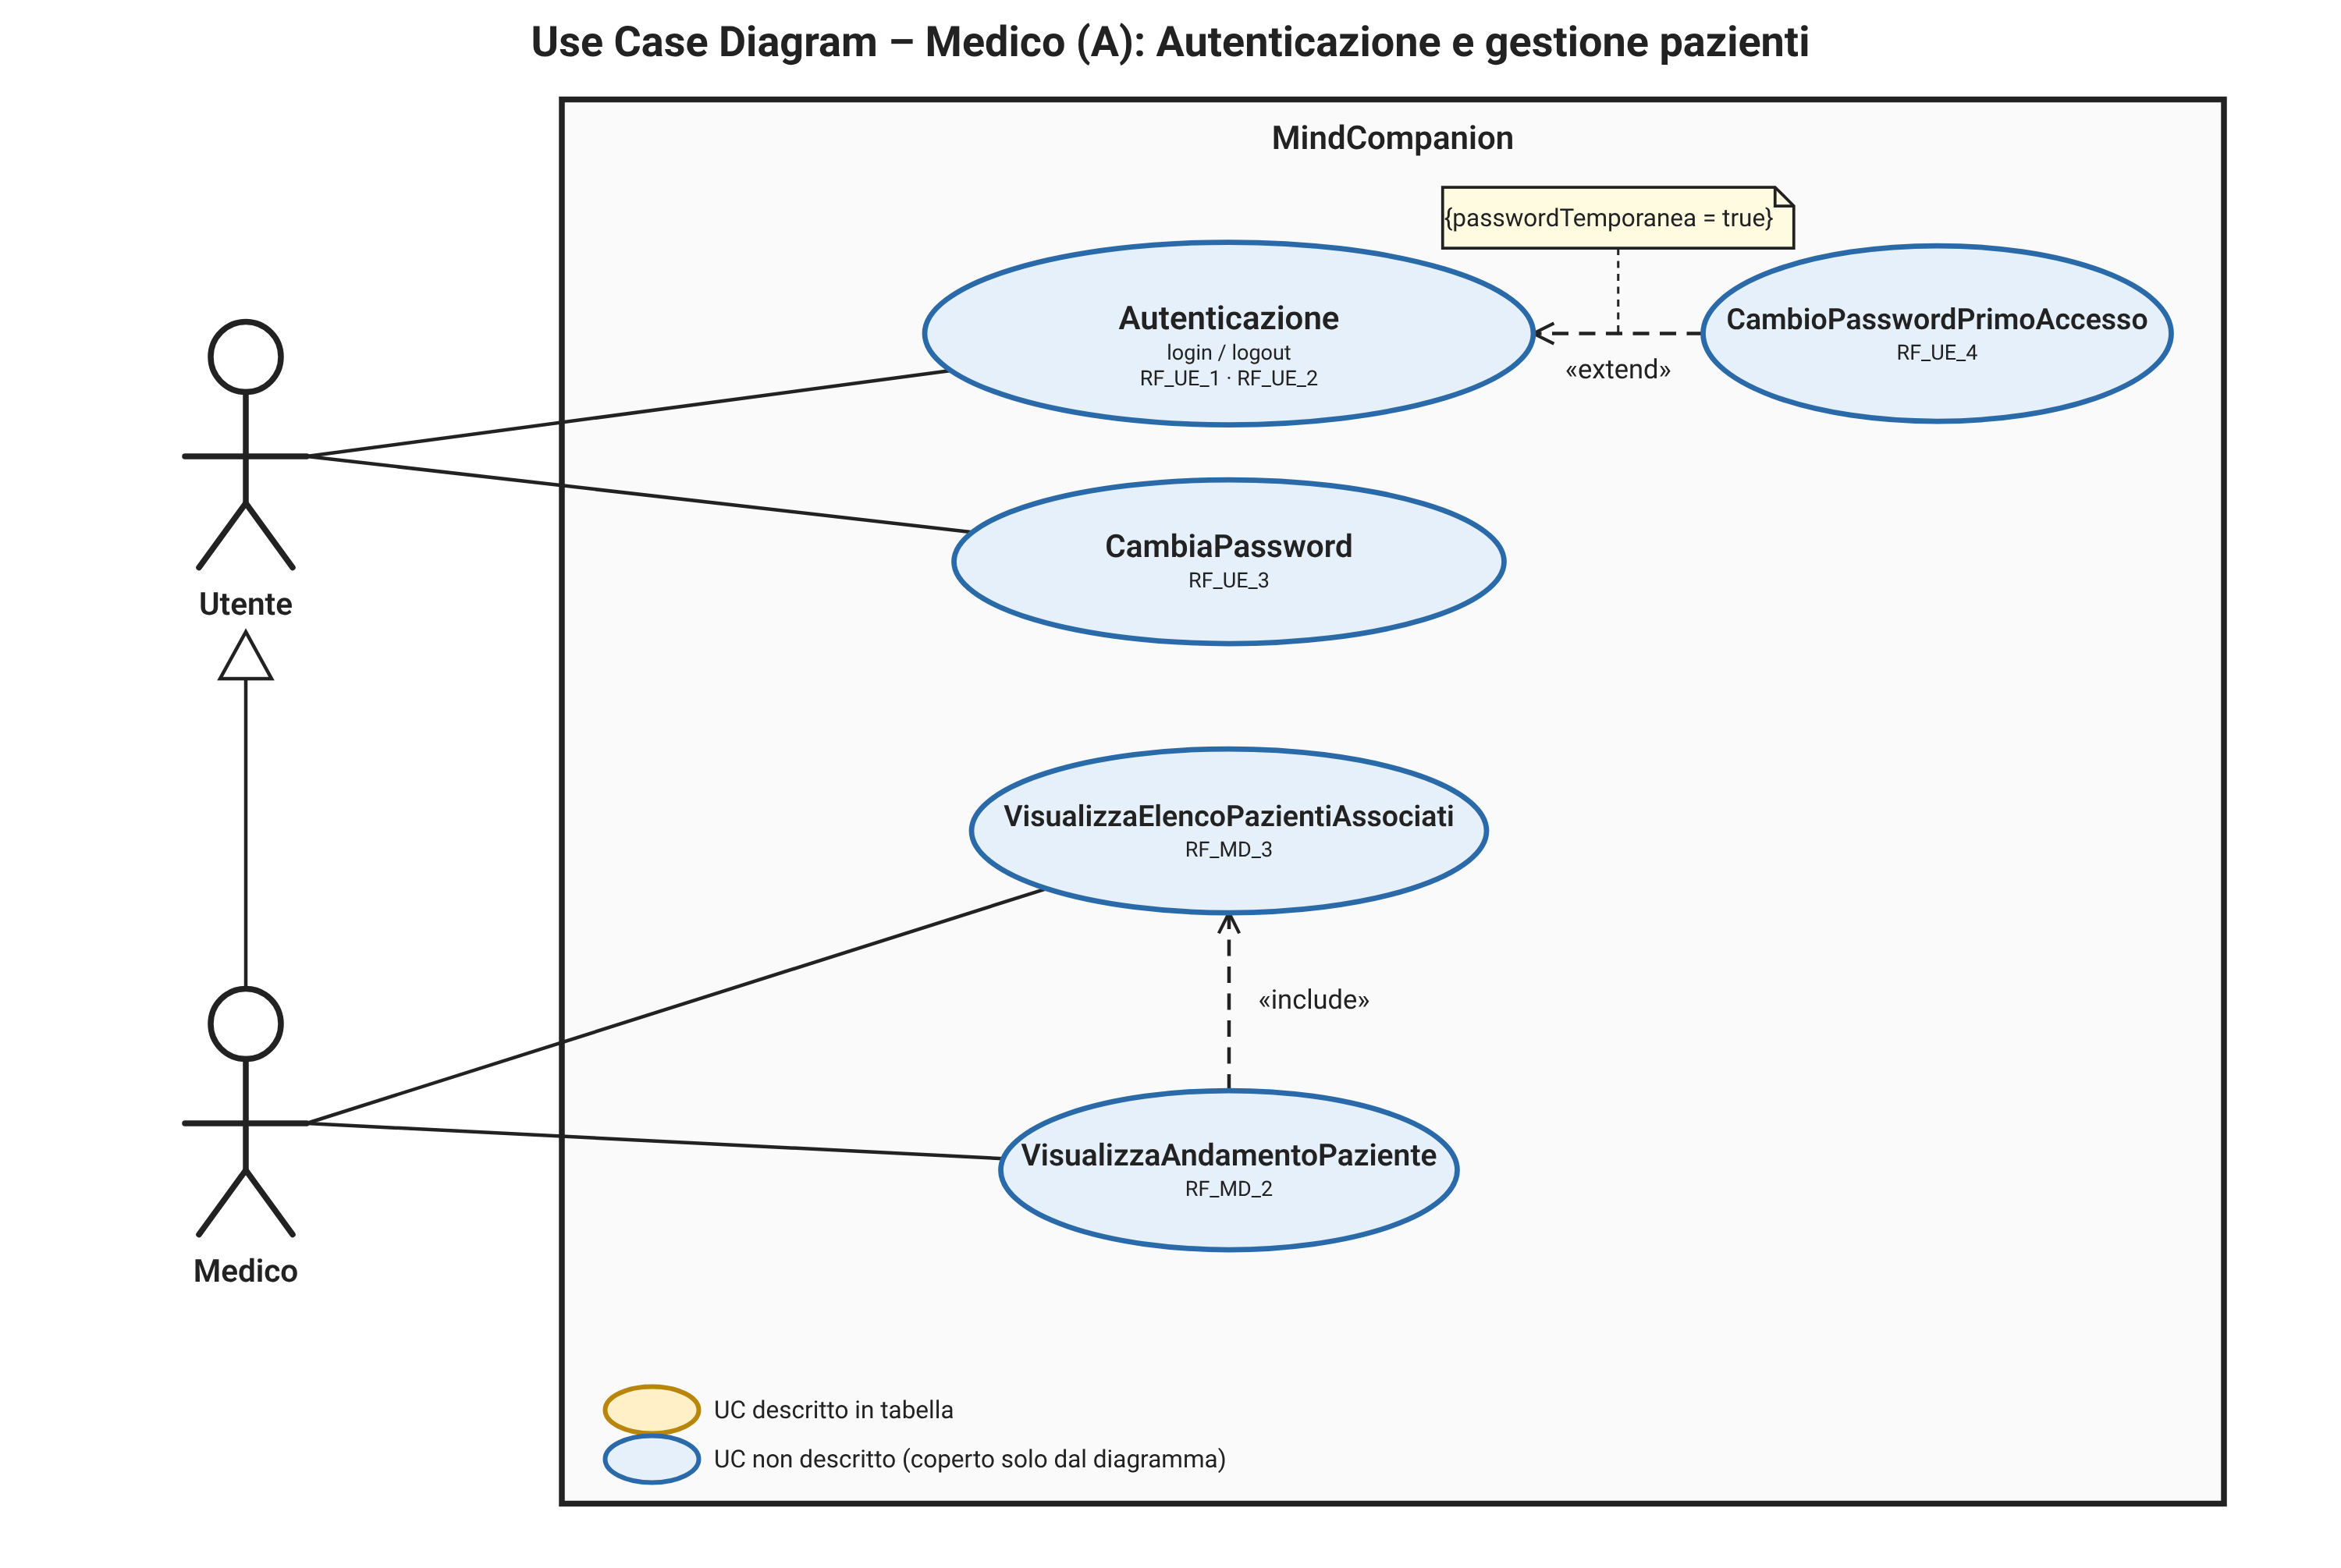 Use Case Diagram – Medico (A): Autenticazione e gestione pazienti
MindCompanion
{passwordTemporanea = true}
Autenticazione
login / logout
RF_UE_1 · RF_UE_2
«extend»
CambioPasswordPrimoAccesso
RF_UE_4
CambiaPassword
RF_UE_3
Utente
VisualizzaElencoPazientiAssociati
RF_MD_3
«include»
VisualizzaAndamentoPaziente
RF_MD_2
Medico
UC descritto in tabella
UC non descritto (coperto solo dal diagramma)